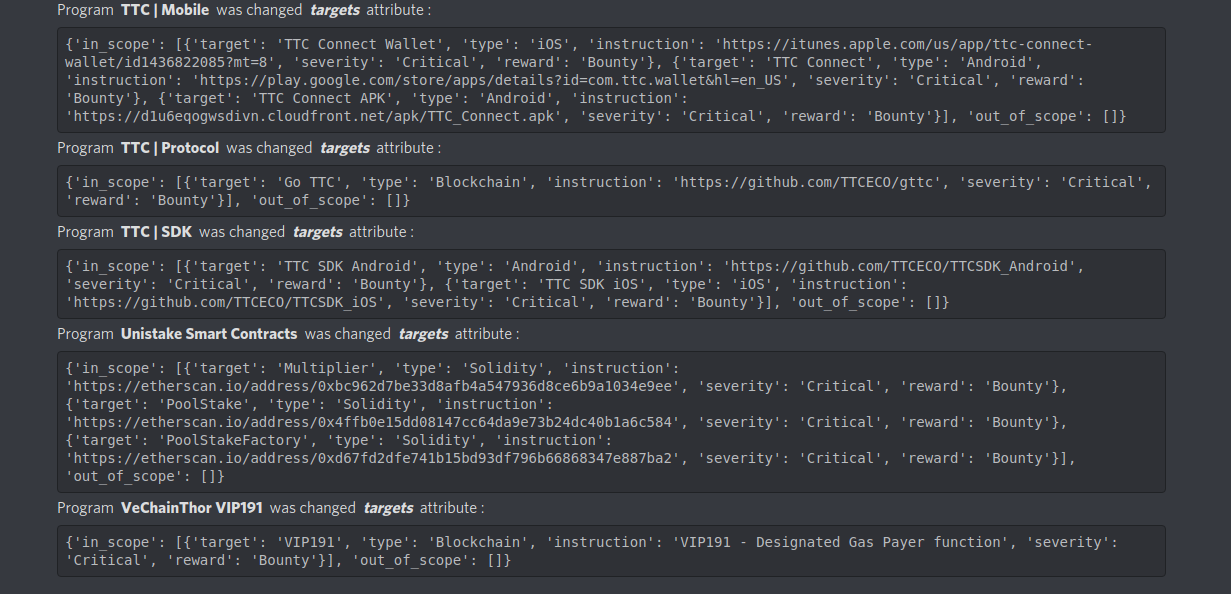 Program TTC | Mobile was changed targets attribute :
{'in_scope': [{'target': 'TTC Connect Wallet', 'type': 'iOS', 'instruction': 'https://itunes.apple.com/us/app/ttc-connect-
wallet/id1436822085?mt=8', 'severity': 'Critical', 'reward': 'Bounty'}, {'target': 'TTC Connect', 'type': 'Android',
'instruction': 'https://play.google.com/store/apps/details?id=com.ttc.wallet&hl=en_US', 'severity': 'Critical', 'reward':
'Bounty'}, {'target': 'TTC Connect APK', 'type': 'Android', 'instruction':
'https://d1u6eqogwsdivn.cloudfront.net/apk/TTC_Connect.apk', 'severity': 'Critical', 'reward': 'Bounty'}], 'out_of_scope': []}
Program TTC | Protocol was changed targets attribute :
{'in_scope': [{'target': 'Go TTC', 'type': 'Blockchain', 'instruction': 'https://github.com/TTCECO/gttc', 'severity': 'Critical',
'reward': 'Bounty'}], 'out_of_scope': []}
Program TTC | SDK was changed targets attribute :
{'in_scope': [{'target': 'TTC SDK Android', 'type': 'Android', 'instruction': 'https://github.com/TTCECO/TTCSDK_Android',
'severity': 'Critical', 'reward': 'Bounty'}, {'target': 'TTC SDK iOS', 'type': 'iOS', 'instruction':
'https://github.com/TTCECO/TTCSDK_iOS', 'severity': 'Critical', 'reward': 'Bounty'}], 'out_of_scope': []}
Program Unistake Smart Contracts was changed targets attribute :
{'in_scope': [{'target': 'Multiplier', 'type': 'Solidity', 'instruction':
'https://etherscan.io/address/0xbc962d7be33d8afb4a547936d8ce6b9a1034e9ee', 'severity': 'Critical', 'reward': 'Bounty'},
{'target': 'PoolStake', 'type': 'Solidity', 'instruction':
'https://etherscan.io/address/0x4ffb0e15dd08147cc64da9e73b24dc40b1a6c584', 'severity': 'Critical', 'reward': 'Bounty'},
{'target': 'PoolStakeFactory', 'type': 'Solidity', 'instruction':
'https://etherscan.io/address/0xd67fd2dfe741b15bd93df796b66868347e887ba2', 'severity': 'Critical', 'reward': 'Bounty'}],
'out_of_scope': []}
Program VeChainThor VIP191 was changed targets attribute :
{'in_scope': [{'target': 'VIP191', 'type': 'Blockchain', 'instruction': 'VIP191 - Designated Gas Payer function', 'severity':
'Critical', 'reward': 'Bounty'}], 'out_of_scope': []}